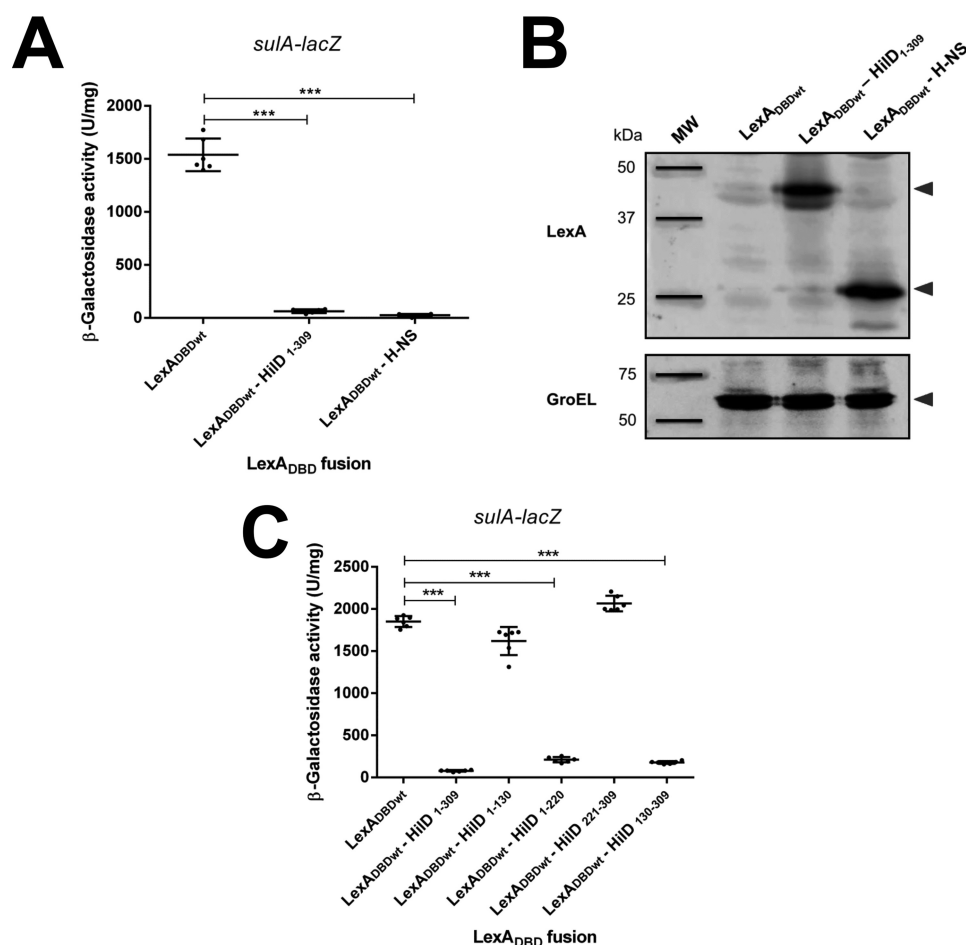 A
sulA-lacZ
***
***
β-Galactosidase activity (U/mg)
2000
1500
1000
500
0
LexADBDwt
LexADBDwt - HilD 1-309
LexADBDwt - H-NS
LexADBD fusion
B
kDa
MW
LexADBDwt
LexADBDwt – HilD1-309
LexADBDwt - H-NS
50
37
LexA
25
75
GroEL
50
C
sulA-lacZ
***
***
***
β-Galactosidase activity (U/mg)
2500
2000
1500
1000
500
0
LexADBDwt
LexADBDwt - HilD 1-309
LexADBDwt - HilD 1-130
LexADBDwt - HilD 1-220
LexADBDwt - HilD 221-309
LexADBDwt - HilD 130-309
LexADBD fusion